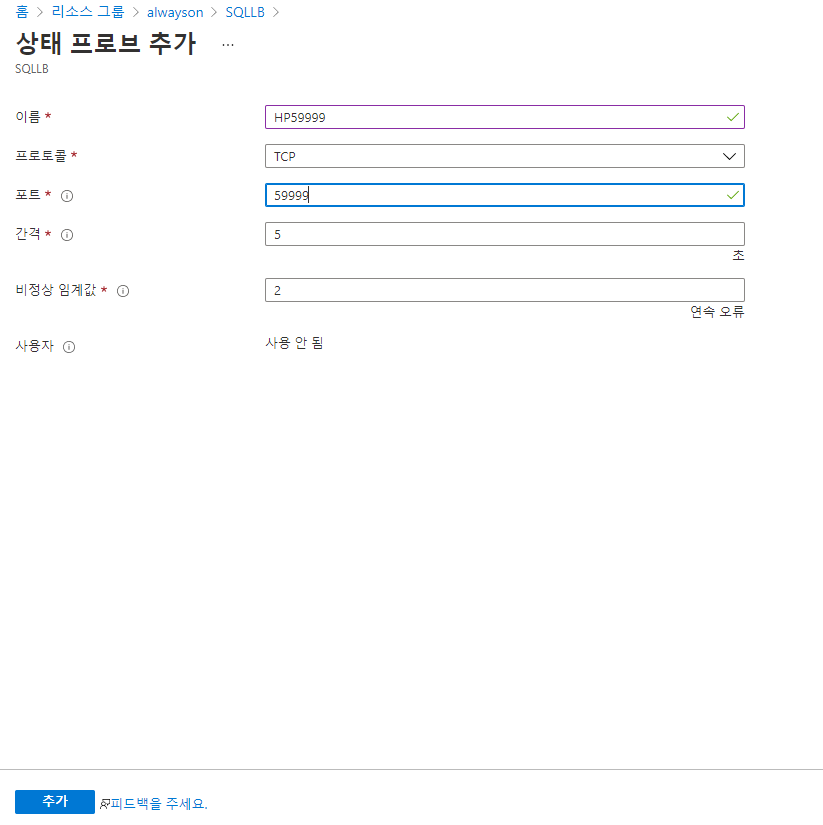 홈 > 리소스 그룹 > alwayson > SQLLB >
상태 프로브 추가 ...
SQLLB
이름 * HP59999
프로토콜 * TCP
포트 * 59999
간격 * 5
초
비정상 임계값 * 2
연속 오류
사용자 사용 안 됨
추가 피드백을 주세요.